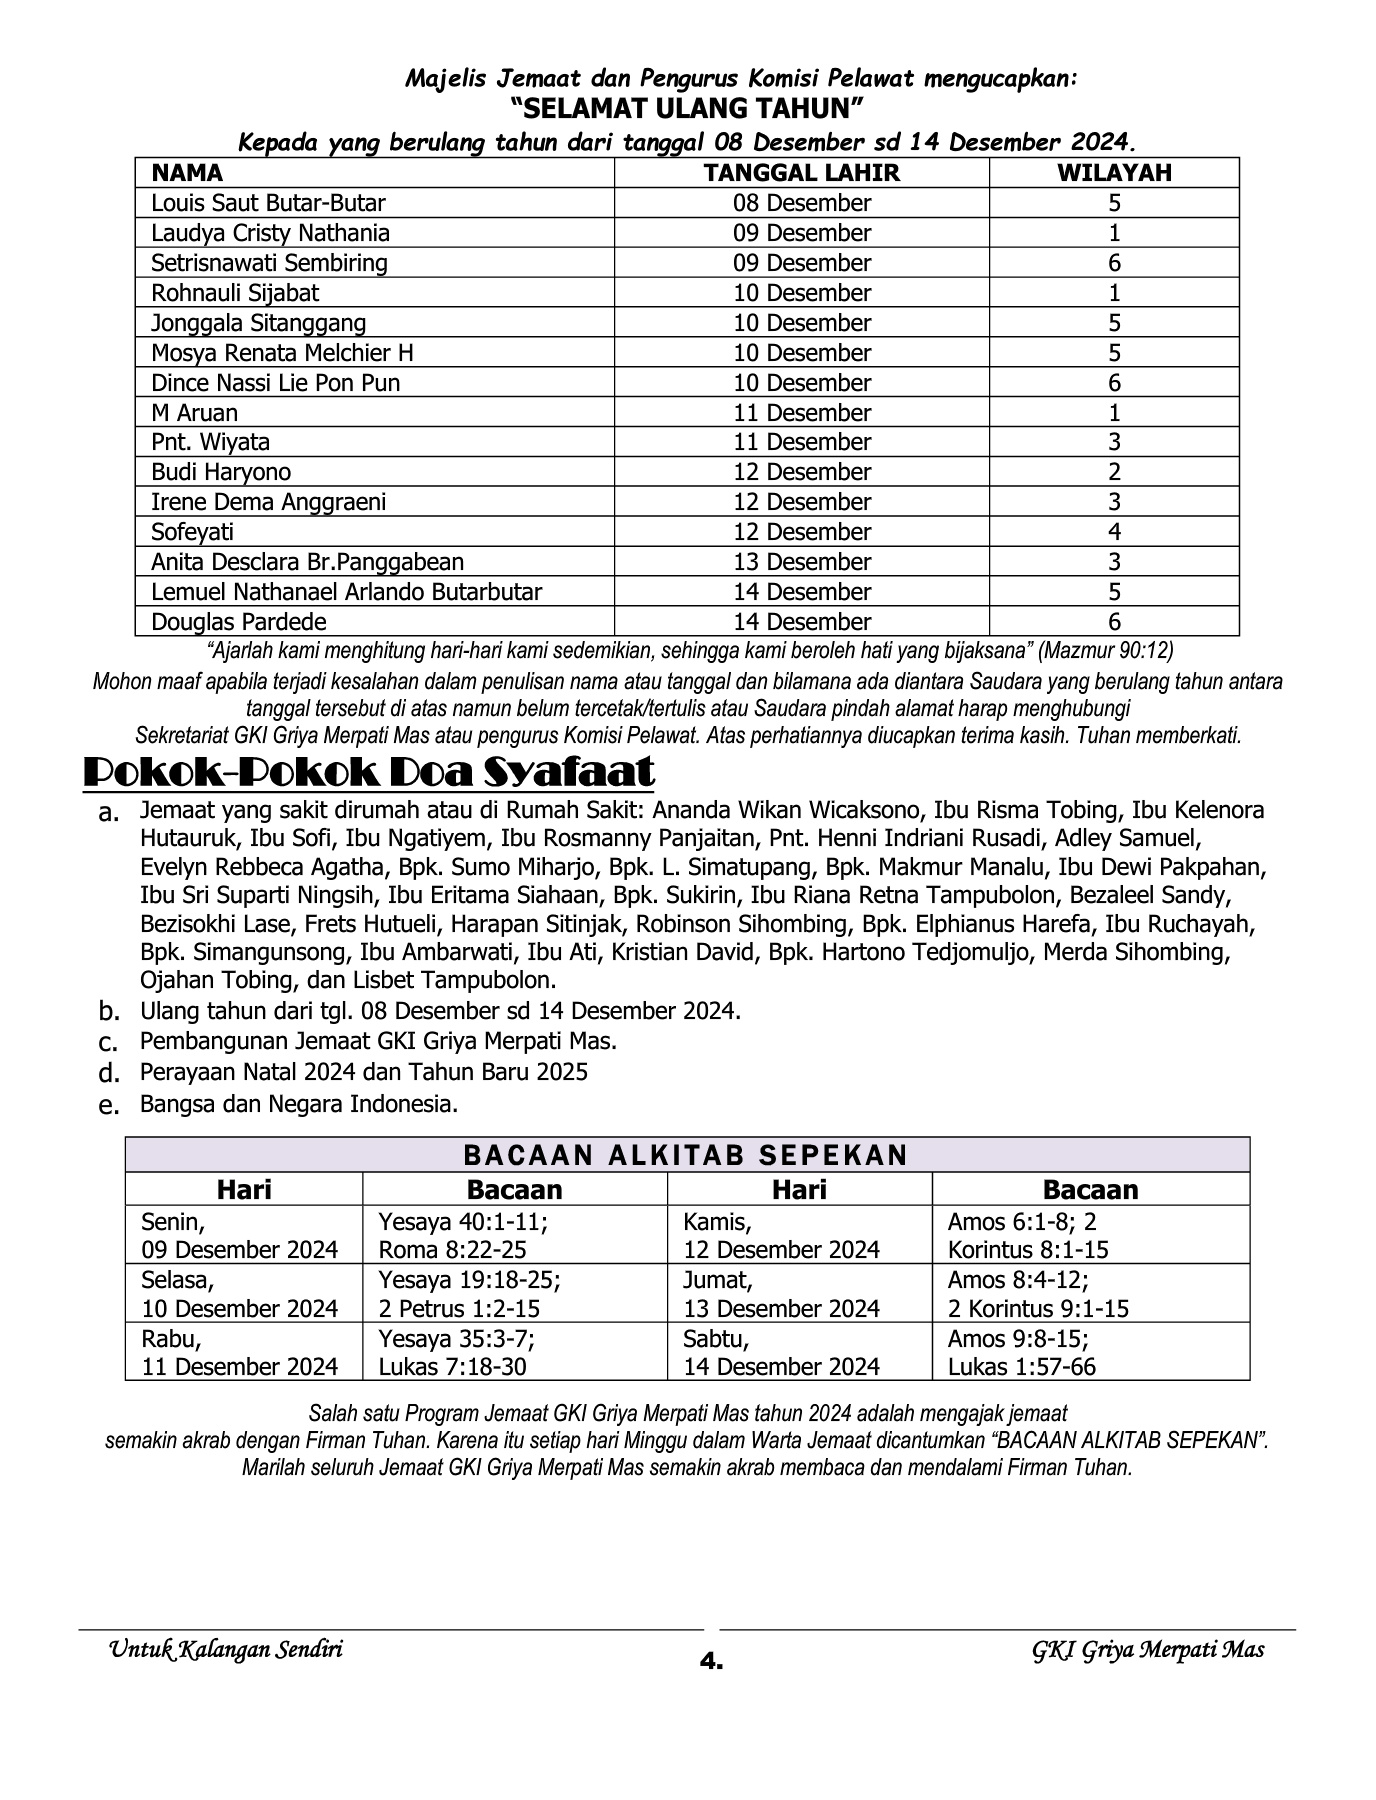 Majelis Jemaat dan Pengurus Komisi Pelawat mengucapkan:
“SELAMAT ULANG TAHUN”
Kepada yang berulang tahun dari tanggal 08 Desember sd 14 Desember 2024.
NAMA TANGGAL LAHIR WILAYAH
Louis Saut Butar-Butar 08 Desember 5
Laudya Cristy Nathania 09 Desember 1
Setrisnawati Sembiring 09 Desember 6
Rohnauli Sijabat 10 Desember 1
Jonggala Sitanggang 10 Desember 5
Mosya Renata Melchier H 10 Desember 5
Dince Nassi Lie Pon Pun 10 Desember 6
M Aruan 11 Desember 1
Pnt. Wiyata 11 Desember 3
Budi Haryono 12 Desember 2
Irene Dema Anggraeni 12 Desember 3
Sofeyati 12 Desember 4
Anita Desclara Br.Panggabean 13 Desember 3
Lemuel Nathanael Arlando Butarbutar 14 Desember 5
Douglas Pardede 14 Desember 6
“Ajarlah kami menghitung hari-hari kami sedemikian, sehingga kami beroleh hati yang bijaksana” (Mazmur 90:12)
Mohon maaf apabila terjadi kesalahan dalam penulisan nama atau tanggal dan bilamana ada diantara Saudara yang berulang tahun antara
tanggal tersebut di atas namun belum tercetak/tertulis atau Saudara pindah alamat harap menghubungi
Sekretariat GKI Griya Merpati Mas atau pengurus Komisi Pelawat. Atas perhatiannya diucapkan terima kasih. Tuhan memberkati.
Pokok-Pokok Doa Syafaat
a. Jemaat yang sakit dirumah atau di Rumah Sakit: Ananda Wikan Wicaksono, Ibu Risma Tobing, Ibu Kelenora
Hutauruk, Ibu Sofi, Ibu Ngatiyem, Ibu Rosmanny Panjaitan, Pnt. Henni Indriani Rusadi, Adley Samuel,
Evelyn Rebbeca Agatha, Bpk. Sumo Miharjo, Bpk. L. Simatupang, Bpk. Makmur Manalu, Ibu Dewi Pakpahan,
Ibu Sri Suparti Ningsih, Ibu Eritama Siahaan, Bpk. Sukirin, Ibu Riana Retna Tampubolon, Bezaleel Sandy,
Bezisokhi Lase, Frets Hutueli, Harapan Sitinjak, Robinson Sihombing, Bpk. Elphianus Harefa, Ibu Ruchayah,
Bpk. Simangunsong, Ibu Ambarwati, Ibu Ati, Kristian David, Bpk. Hartono Tedjomuljo, Merda Sihombing,
Ojahan Tobing, dan Lisbet Tampubolon.
b. Ulang tahun dari tgl. 08 Desember sd 14 Desember 2024.
c. Pembangunan Jemaat GKI Griya Merpati Mas.
d. Perayaan Natal 2024 dan Tahun Baru 2025
e. Bangsa dan Negara Indonesia.
BACAAN ALKITAB SEPEKAN
Hari Bacaan Hari Bacaan
Senin, Yesaya 40:1-11; Kamis, Amos 6:1-8; 2
09 Desember 2024 Roma 8:22-25 12 Desember 2024 Korintus 8:1-15
Selasa, Yesaya 19:18-25; Jumat, Amos 8:4-12;
10 Desember 2024 2 Petrus 1:2-15 13 Desember 2024 2 Korintus 9:1-15
Rabu, Yesaya 35:3-7; Sabtu, Amos 9:8-15;
11 Desember 2024 Lukas 7:18-30 14 Desember 2024 Lukas 1:57-66
Salah satu Program Jemaat GKI Griya Merpati Mas tahun 2024 adalah mengajak jemaat
semakin akrab dengan Firman Tuhan. Karena itu setiap hari Minggu dalam Warta Jemaat dicantumkan “BACAAN ALKITAB SEPEKAN”.
Marilah seluruh Jemaat GKI Griya Merpati Mas semakin akrab membaca dan mendalami Firman Tuhan.
Untuk Kalangan Sendiri 4. GKI Griya Merpati Mas